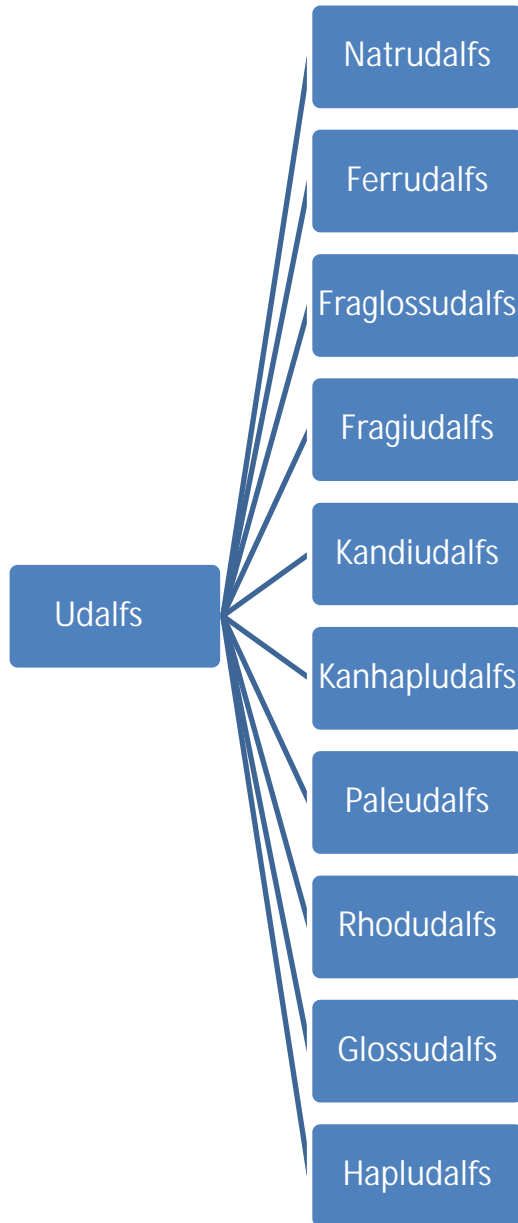 Natrudalfs
Ferrudalfs
Fraglossudalfs
Fragiudalfs
Kandiudalfs
Udalfs
Kanhapludalfs
Paleudalfs
Rhodudalfs
Glossudalfs
Hapludalfs